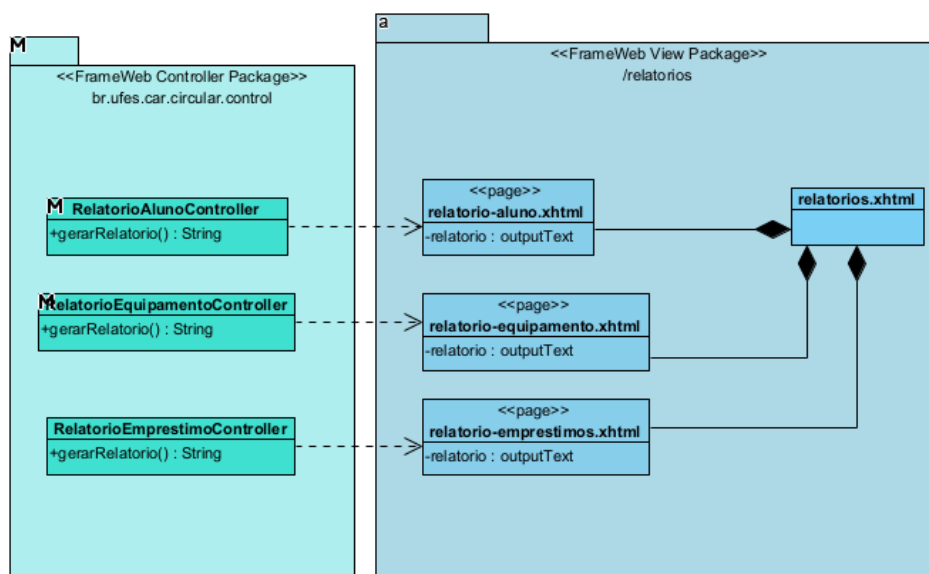 M
<<FrameWeb Controller Package>>
br.ufes.car.circular.control
M
RelatorioAlunoController
+gerarRelatorio() : String
M
RelatorioEquipamentoController
+gerarRelatorio() : String
RelatorioEmprestimoController
+gerarRelatorio() : String
a
<<FrameWeb View Package>>
/relatorios
<<page>>
relatorio-aluno.xhtml
-relatorio : outputText
relatorios.xhtml
<<page>>
relatorio-equipamento.xhtml
-relatorio : outputText
<<page>>
relatorio-emprestimos.xhtml
-relatorio : outputText